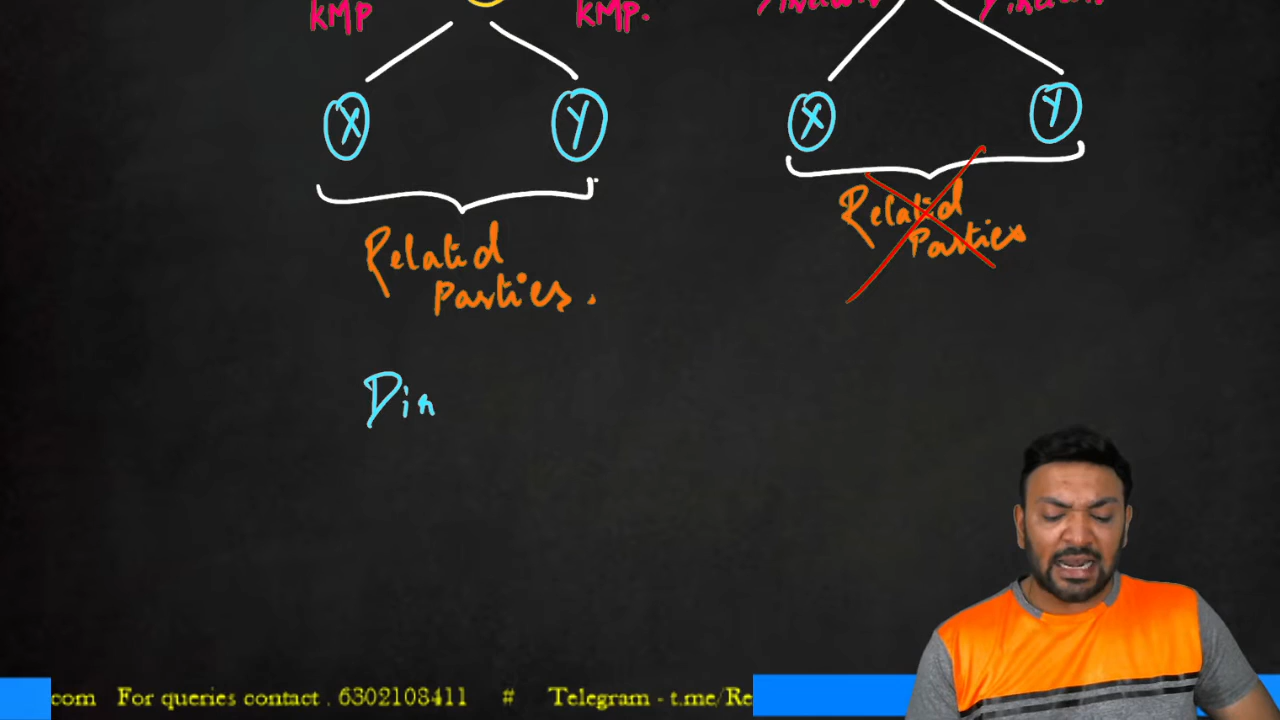 KMP KMP.
X Y X Y
Related
Parties.
Related
Parties
Dir
.com For queries contact . 6302108411 # Telegram - t.me/Re